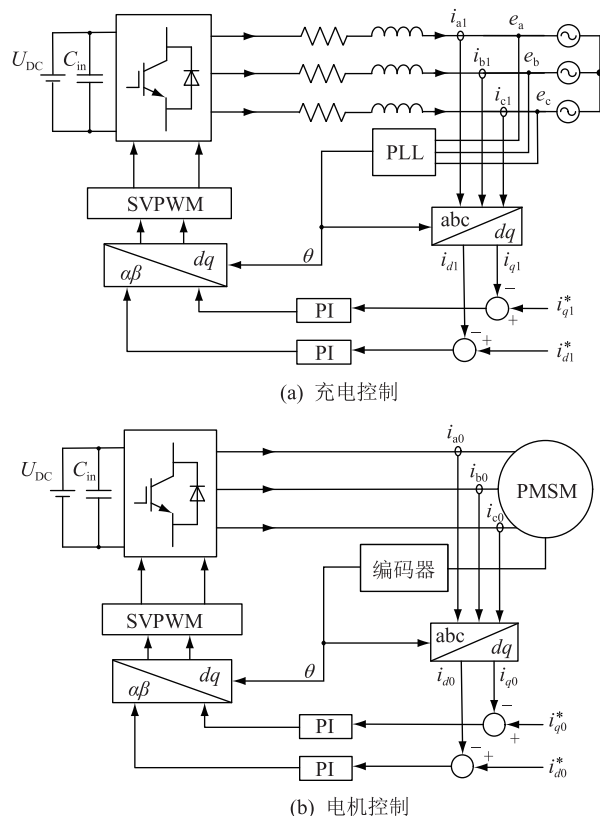 i_a1 e_a
U_DC C_in
i_b1 e_b
i_c1 e_c
PLL
SVPWM
abc
dq
dq
αβ
θ
i_d1 i_q1
−
PI
+
i*_q1
PI
− +
i*_d1
(a) 充电控制
i_a0
U_DC C_in
i_b0
PMSM
i_c0
编码器
SVPWM
abc
dq
dq
αβ
θ
i_d0 i_q0
−
PI
+
i*_q0
PI
− +
i*_d0
(b) 电机控制